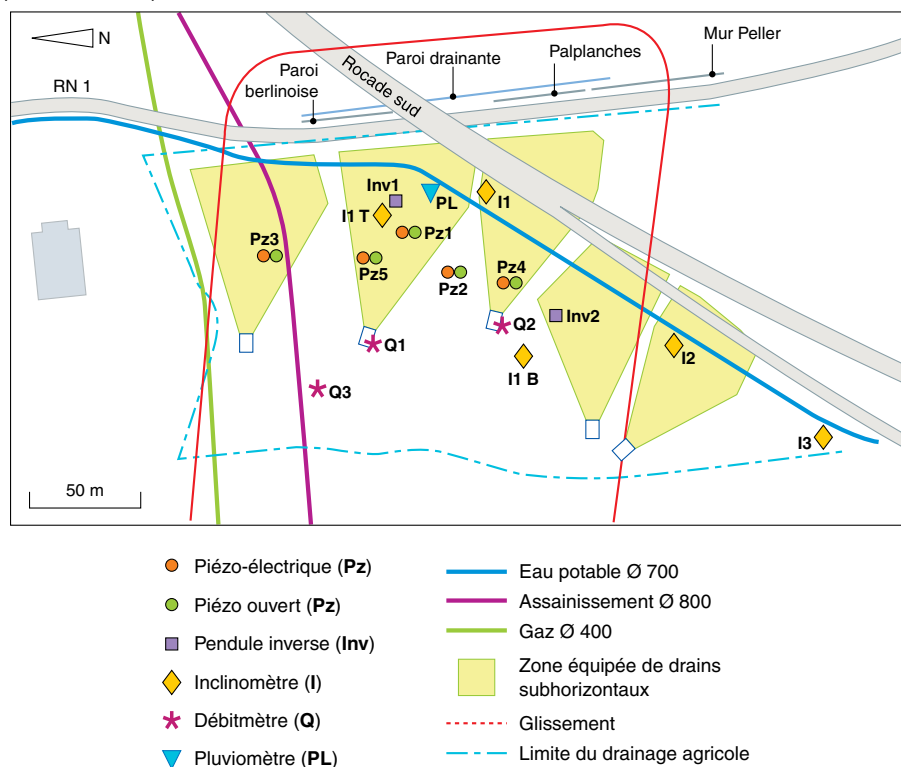 N
RN 1
Paroi
berlinoise
Paroi drainante
Palplanches
Mur Peller
Rocade sud
Inv1
PL
I1
I1 T
Pz1
Pz3
Pz5
Pz2
Pz4
Q1
Q2
Inv2
I1 B
I2
Q3
I3
50 m
Piézo-électrique (Pz)
Piézo ouvert (Pz)
Pendule inverse (Inv)
Inclinomètre (I)
Débitmètre (Q)
Pluviomètre (PL)
Eau potable Ø 700
Assainissement Ø 800
Gaz Ø 400
Zone équipée de drains
subhorizontaux
Glissement
Limite du drainage agricole